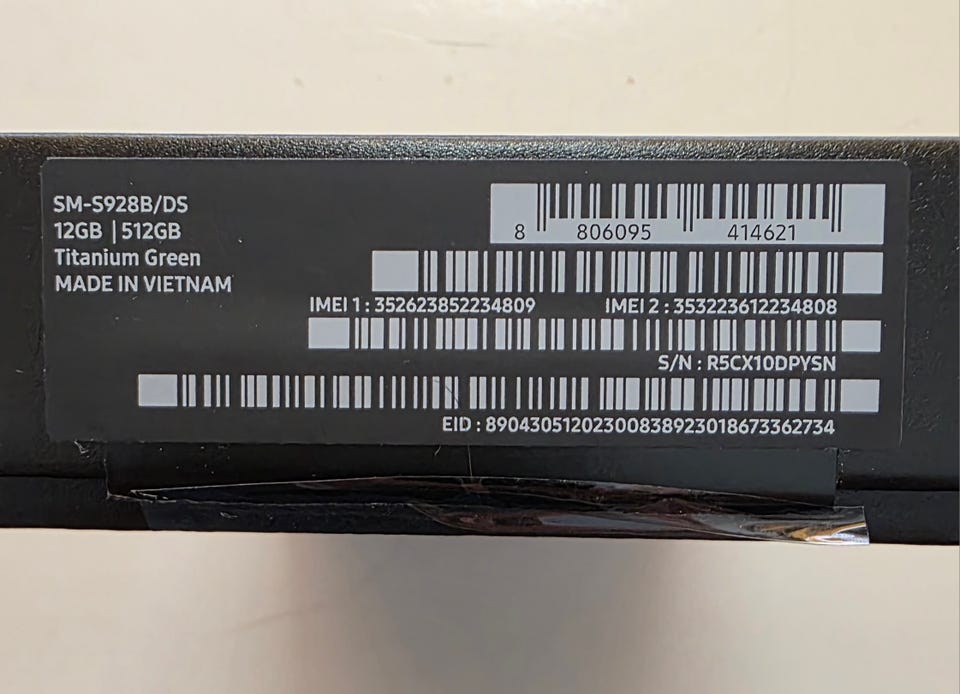 SM-S928B/DS
12GB | 512GB
Titanium Green
MADE IN VIETNAM
8 806095 414621
IMEI 1 : 352623852234809 IMEI 2 : 353223612234808
S/N : R5CX10DPYSN
EID : 89043051202300838923018673362734